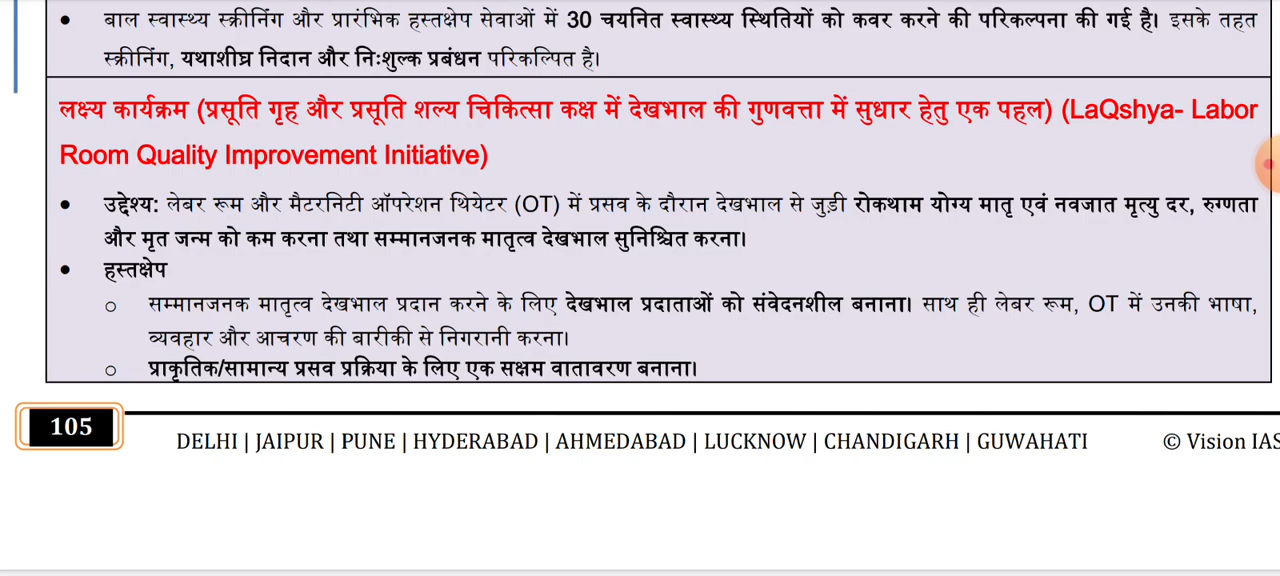 • बाल स्वास्थ्य स्क्रीनिंग और प्रारंभिक हस्तक्षेप सेवाओं में 30 चयनित स्वास्थ्य स्थितियों को कवर करने की परिकल्पना की गई है। इसके तहत
स्क्रीनिंग, यथाशीघ्र निदान और निःशुल्क प्रबंधन परिकल्पित है।
लक्ष्य कार्यक्रम (प्रसूति गृह और प्रसूति शल्य चिकित्सा कक्ष में देखभाल की गुणवत्ता में सुधार हेतु एक पहल) (LaQshya- Labor
Room Quality Improvement Initiative)
• उद्देश्य: लेबर रूम और मैटरनिटी ऑपरेशन थियेटर (OT) में प्रसव के दौरान देखभाल से जुड़ी रोकथाम योग्य मातृ एवं नवजात मृत्यु दर, रुग्णता
और मृत जन्म को कम करना तथा सम्मानजनक मातृत्व देखभाल सुनिश्चित करना।
• हस्तक्षेप
o सम्मानजनक मातृत्व देखभाल प्रदान करने के लिए देखभाल प्रदाताओं को संवेदनशील बनाना। साथ ही लेबर रूम, OT में उनकी भाषा,
व्यवहार और आचरण की बारीकी से निगरानी करना।
o प्राकृतिक/सामान्य प्रसव प्रक्रिया के लिए एक सक्षम वातावरण बनाना।
105
DELHI | JAIPUR | PUNE | HYDERABAD | AHMEDABAD | LUCKNOW | CHANDIGARH | GUWAHATI
© Vision IAS